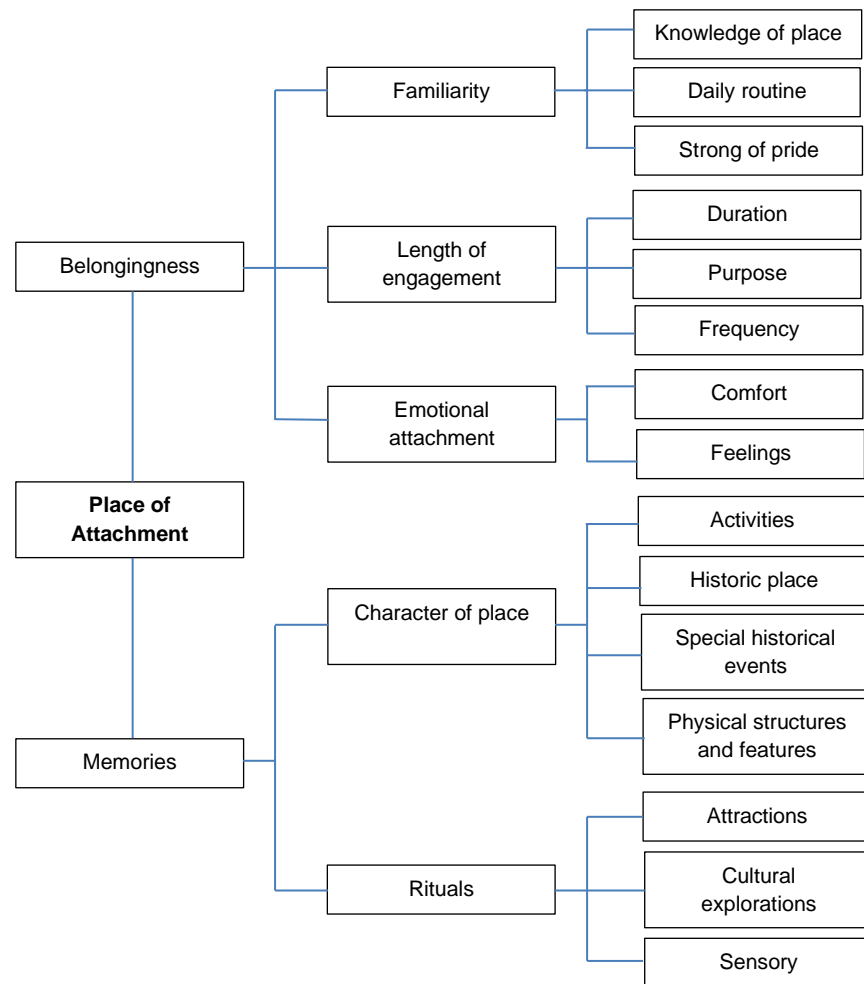 Knowledge of place
Familiarity
Daily routine
Strong of pride
Duration
Belongingness
Length of
engagement
Purpose
Frequency
Emotional
attachment
Comfort
Feelings
Place of
Attachment
Activities
Historic place
Character of place
Special historical
events
Physical structures
and features
Memories
Attractions
Rituals
Cultural
explorations
Sensory